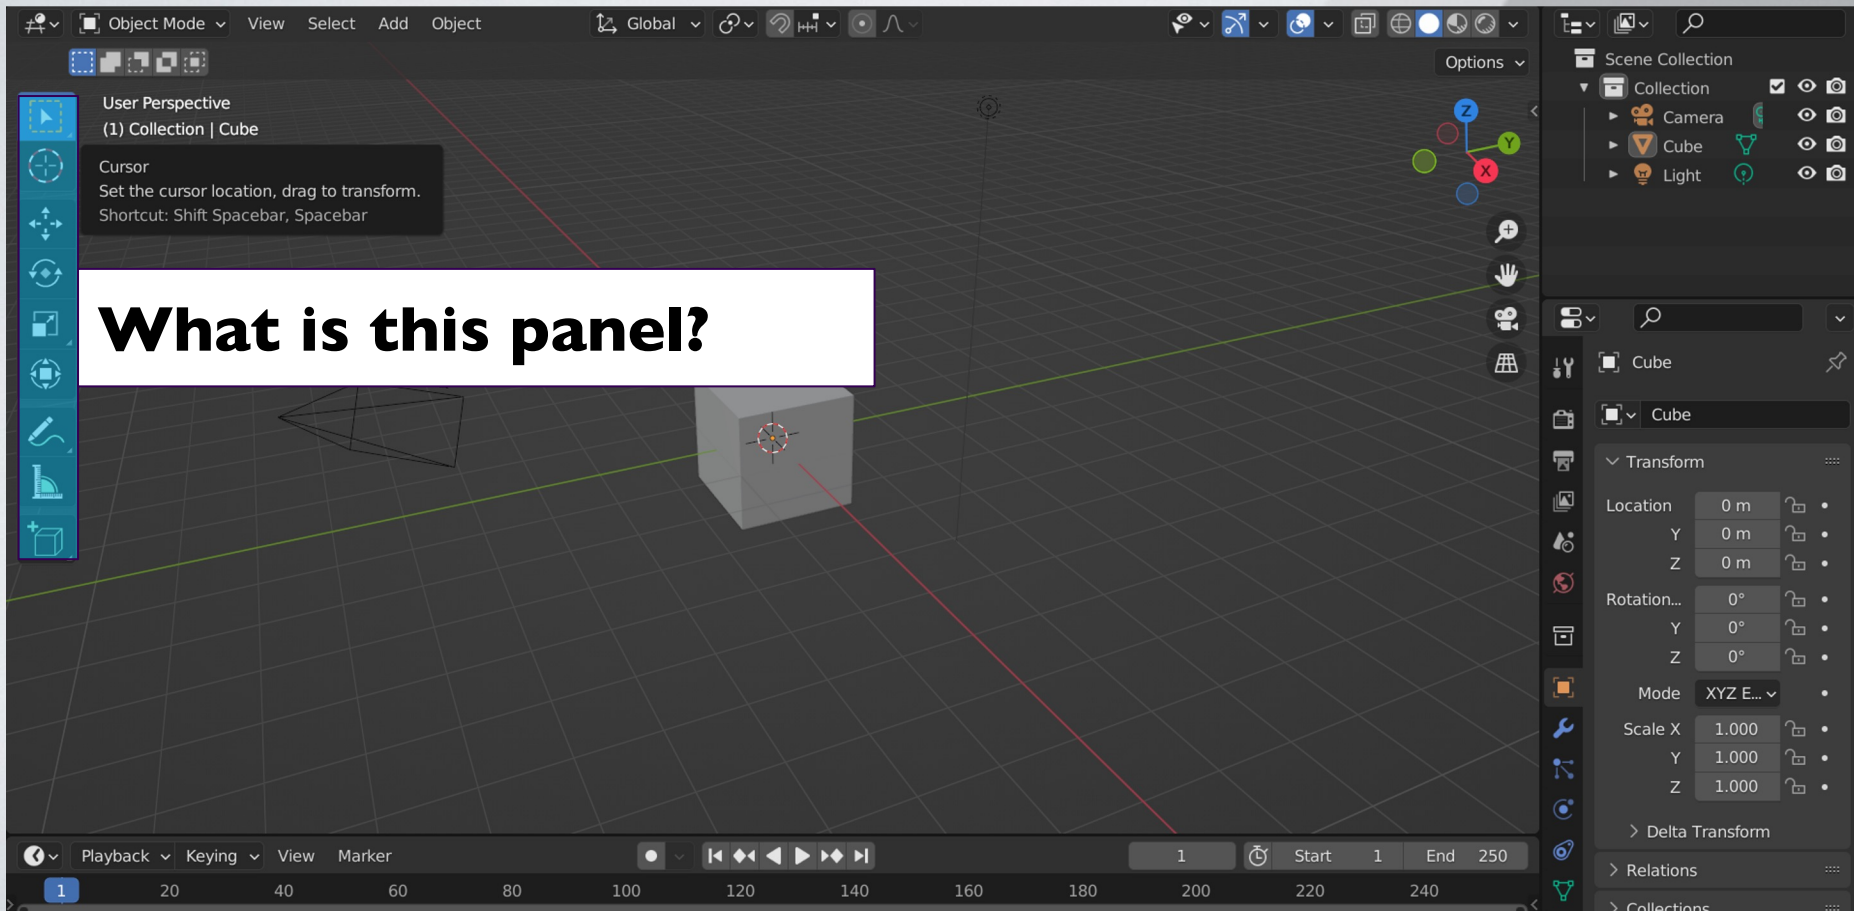 Object Mode View Select Add Object Global
Options
User Perspective
(1) Collection | Cube
Cursor
Set the cursor location, drag to transform.
Shortcut: Shift Spacebar, Spacebar
What is this panel?
Z
Y
X
Scene Collection
Collection
Camera
Cube
Light
Cube
Cube
Transform
Location 0 m
Y 0 m
Z 0 m
Rotation... 0°
Y 0°
Z 0°
Mode XYZ E...
Scale X 1.000
Y 1.000
Z 1.000
Delta Transform
Relations
Collections
Playback Keying View Marker 1 Start 1 End 250
1 20 40 60 80 100 120 140 160 180 200 220 240